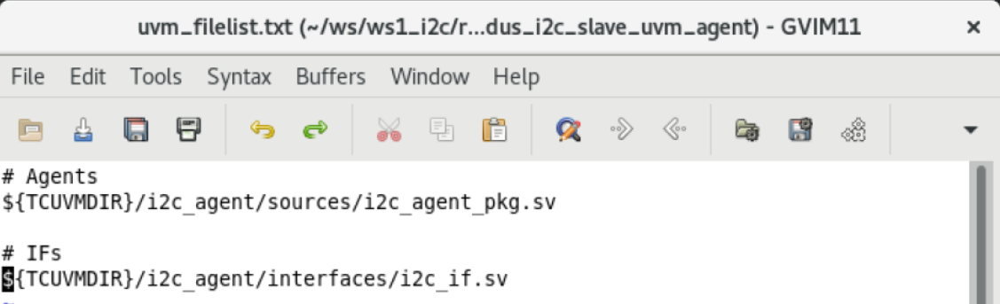 uvm_filelist.txt (~/ws/ws1_i2c/r...dus_i2c_slave_uvm_agent) - GVIM11
File Edit Tools Syntax Buffers Window Help
# Agents
${TCUVMDIR}/i2c_agent/sources/i2c_agent_pkg.sv
# IFs
${TCUVMDIR}/i2c_agent/interfaces/i2c_if.sv
~